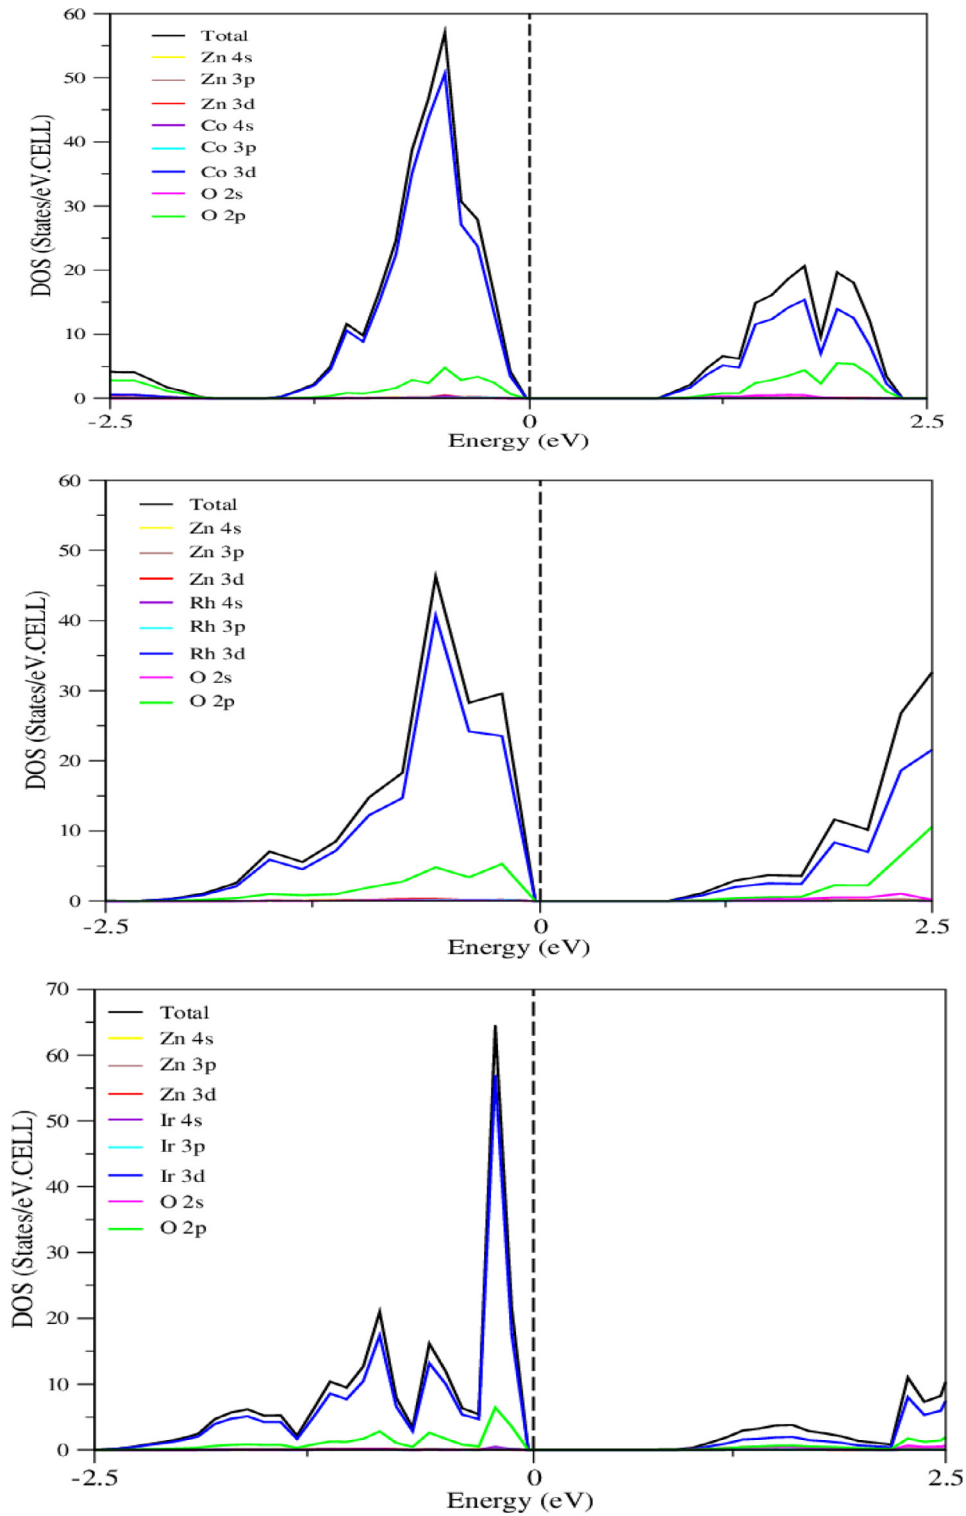 60
50
40
30
20
10
0
DOS (States/eV.CELL)
Total
Zn 4s
Zn 3p
Zn 3d
Co 4s
Co 3p
Co 3d
O 2s
O 2p
-2.5 0 2.5
Energy (eV)
60
50
40
30
20
10
0
DOS (States/eV.CELL)
Total
Zn 4s
Zn 3p
Zn 3d
Rh 4s
Rh 3p
Rh 3d
O 2s
O 2p
-2.5 0 2.5
Energy (eV)
70
60
50
40
30
20
10
0
DOS (States/eV.CELL)
Total
Zn 4s
Zn 3p
Zn 3d
Ir 4s
Ir 3p
Ir 3d
O 2s
O 2p
-2.5 0 2.5
Energy (eV)